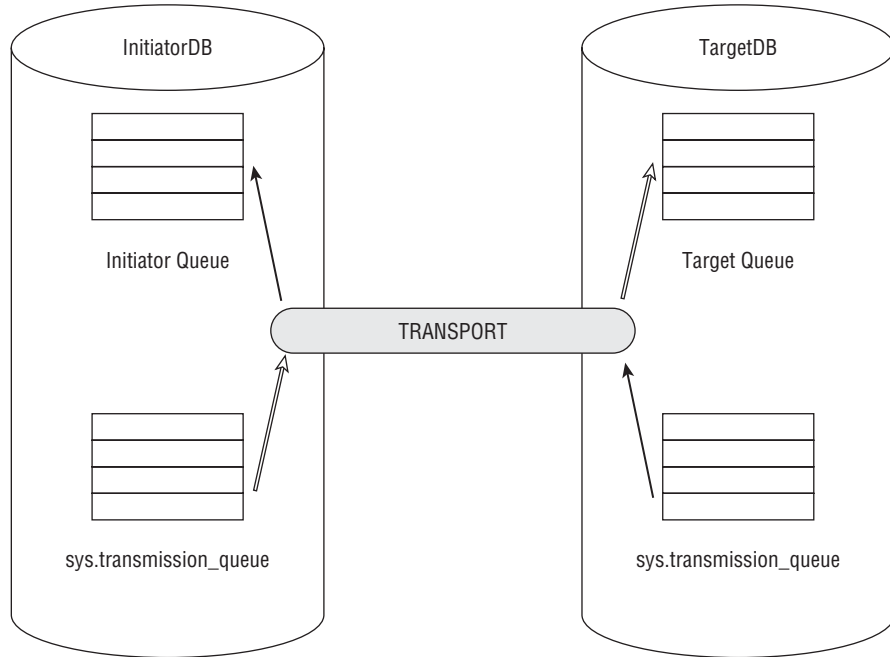 InitiatorDB
TargetDB
Initiator Queue
Target Queue
TRANSPORT
sys.transmission_queue
sys.transmission_queue